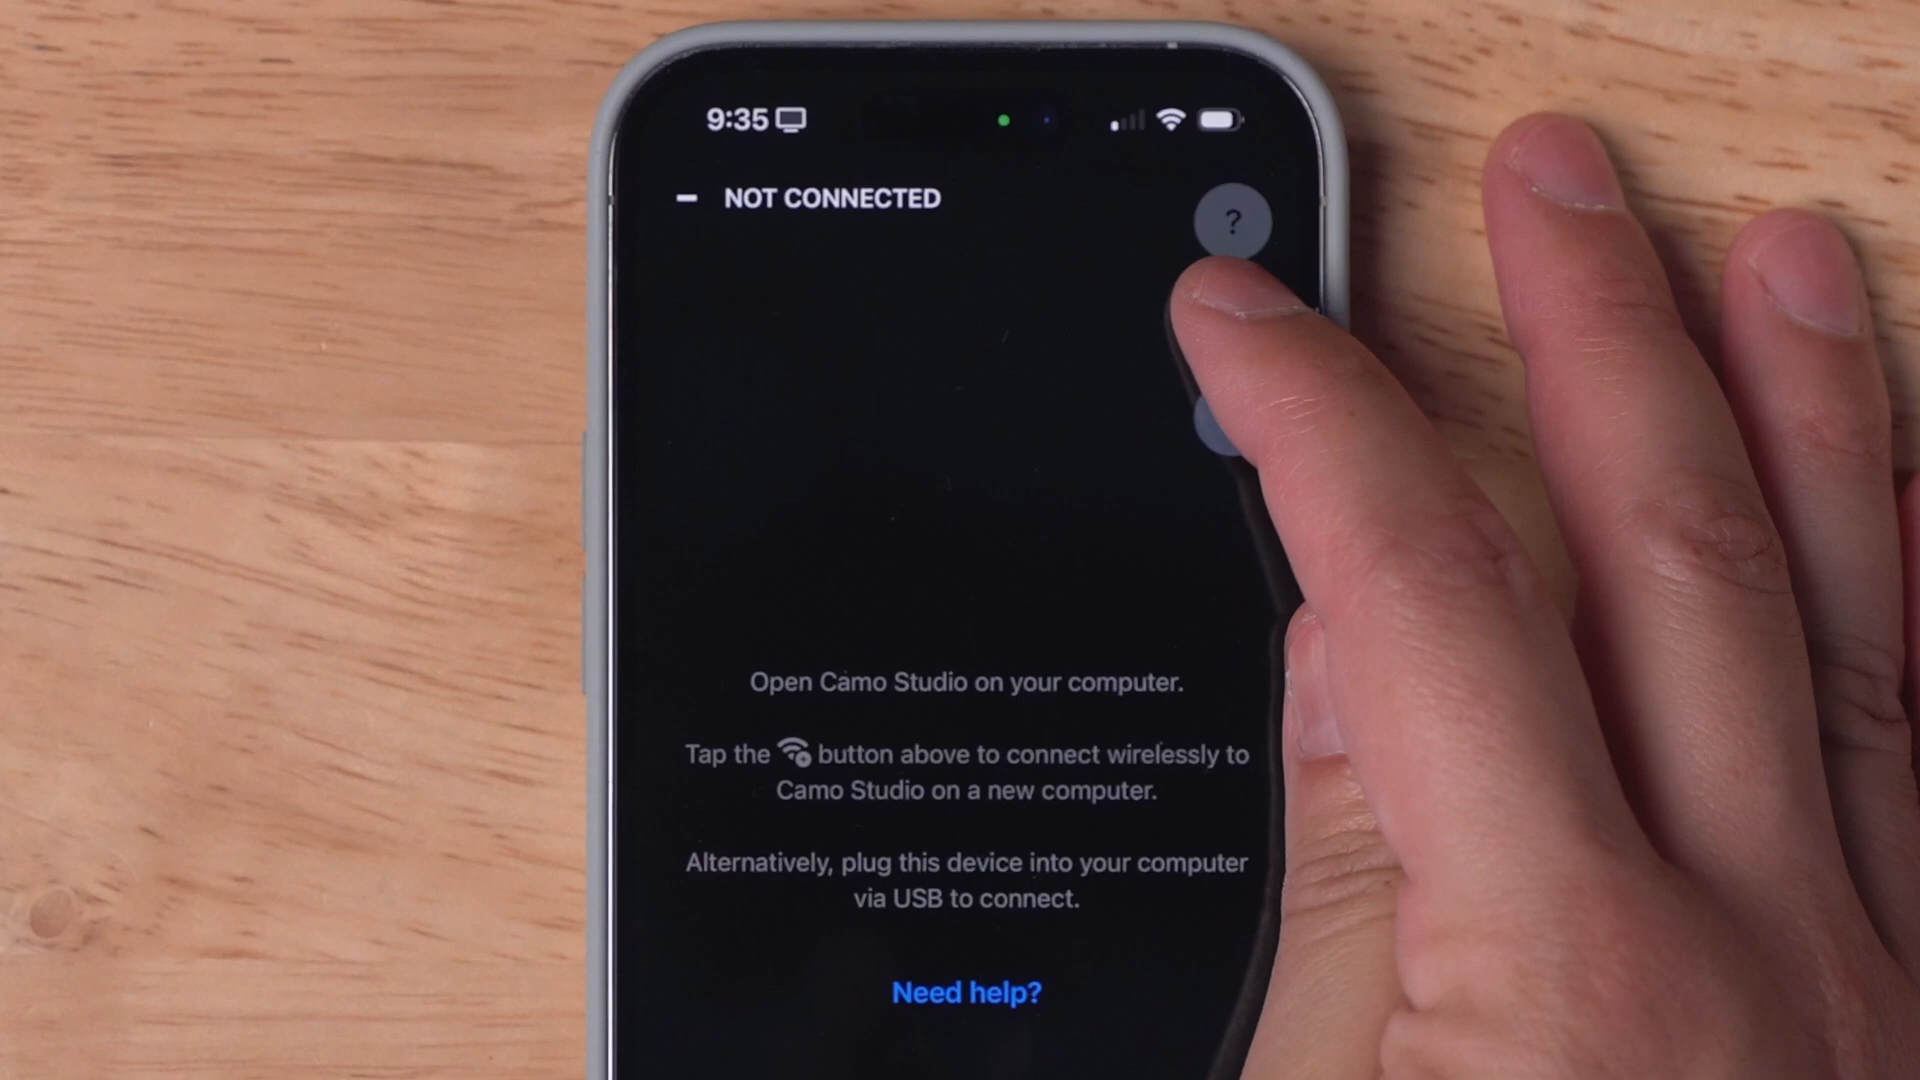 9:35
NOT CONNECTED
?
Open Camo Studio on your computer.
Tap the button above to connect wirelessly to
Camo Studio on a new computer.
Alternatively, plug this device into your computer
via USB to connect.
Need help?